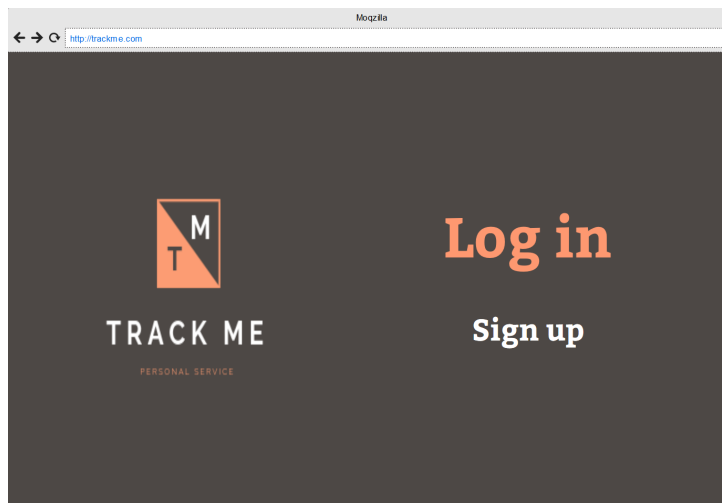 Moqzilla
http://trackme.com
M
T
TRACK ME
PERSONAL SERVICE
Log in
Sign up